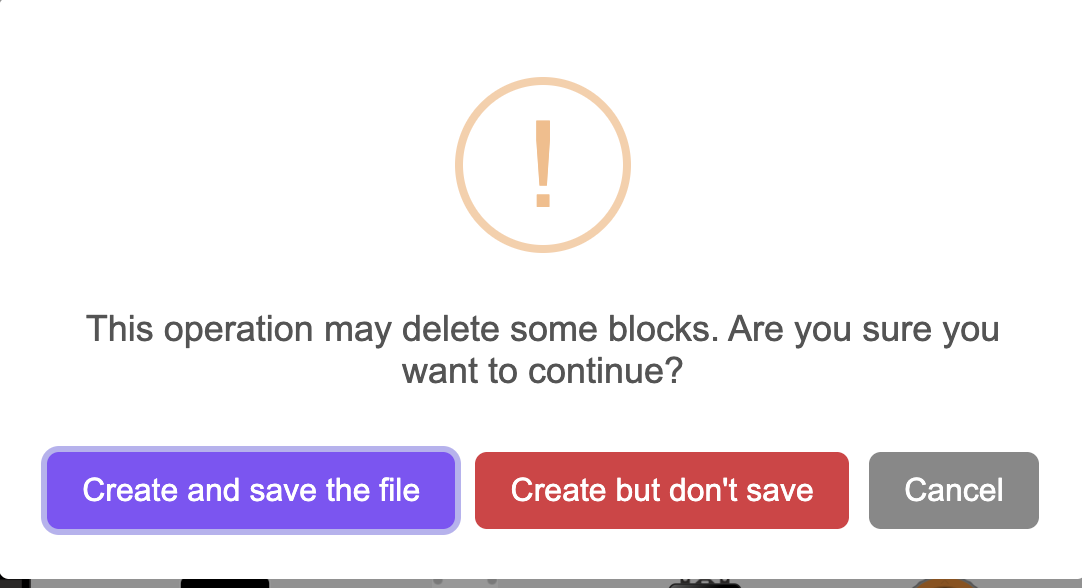 !
This operation may delete some blocks. Are you sure you
want to continue?
Create and save the file
Create but don't save
Cancel